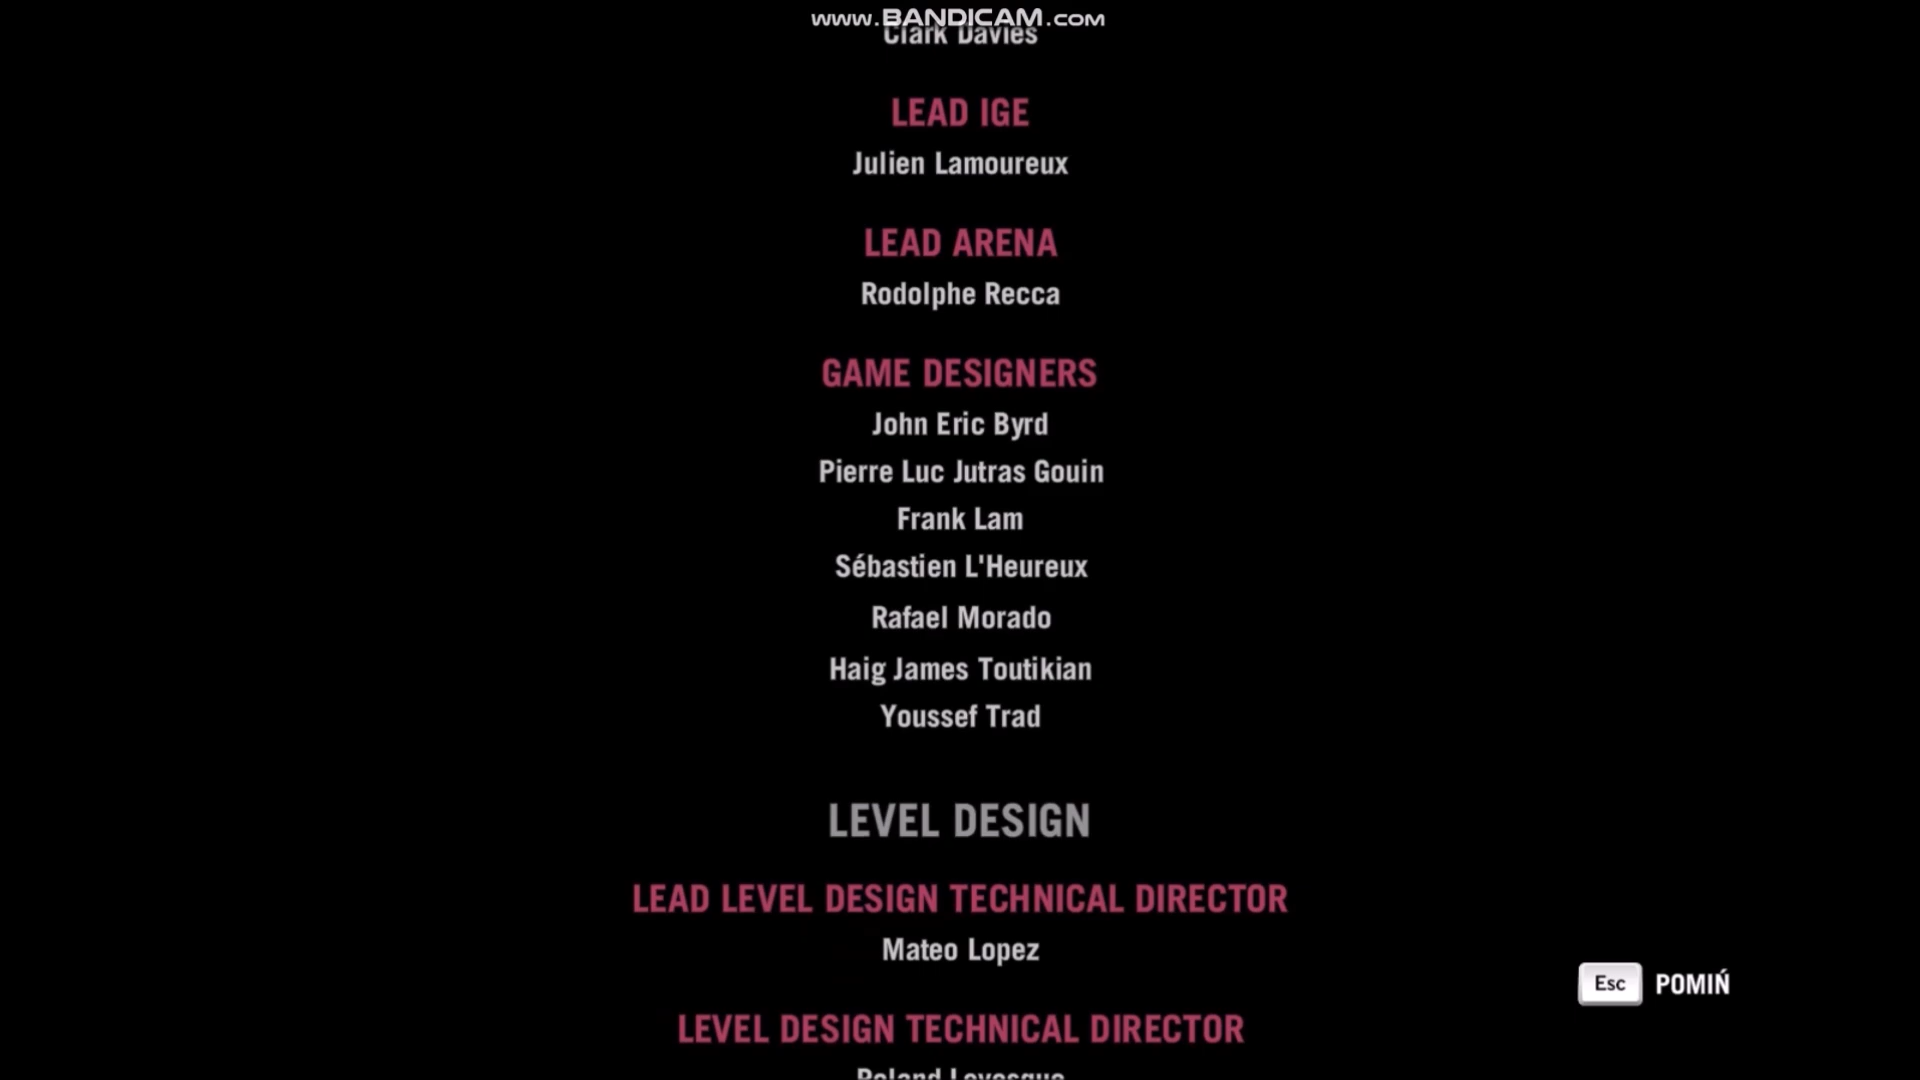 www.BANDICAM.com
Clark Davies
LEAD IGE
Julien Lamoureux
LEAD ARENA
Rodolphe Recca
GAME DESIGNERS
John Eric Byrd
Pierre Luc Jutras Gouin
Frank Lam
Sébastien L'Heureux
Rafael Morado
Haig James Toutikian
Youssef Trad
LEVEL DESIGN
LEAD LEVEL DESIGN TECHNICAL DIRECTOR
Mateo Lopez
Esc POMIŃ
LEVEL DESIGN TECHNICAL DIRECTOR